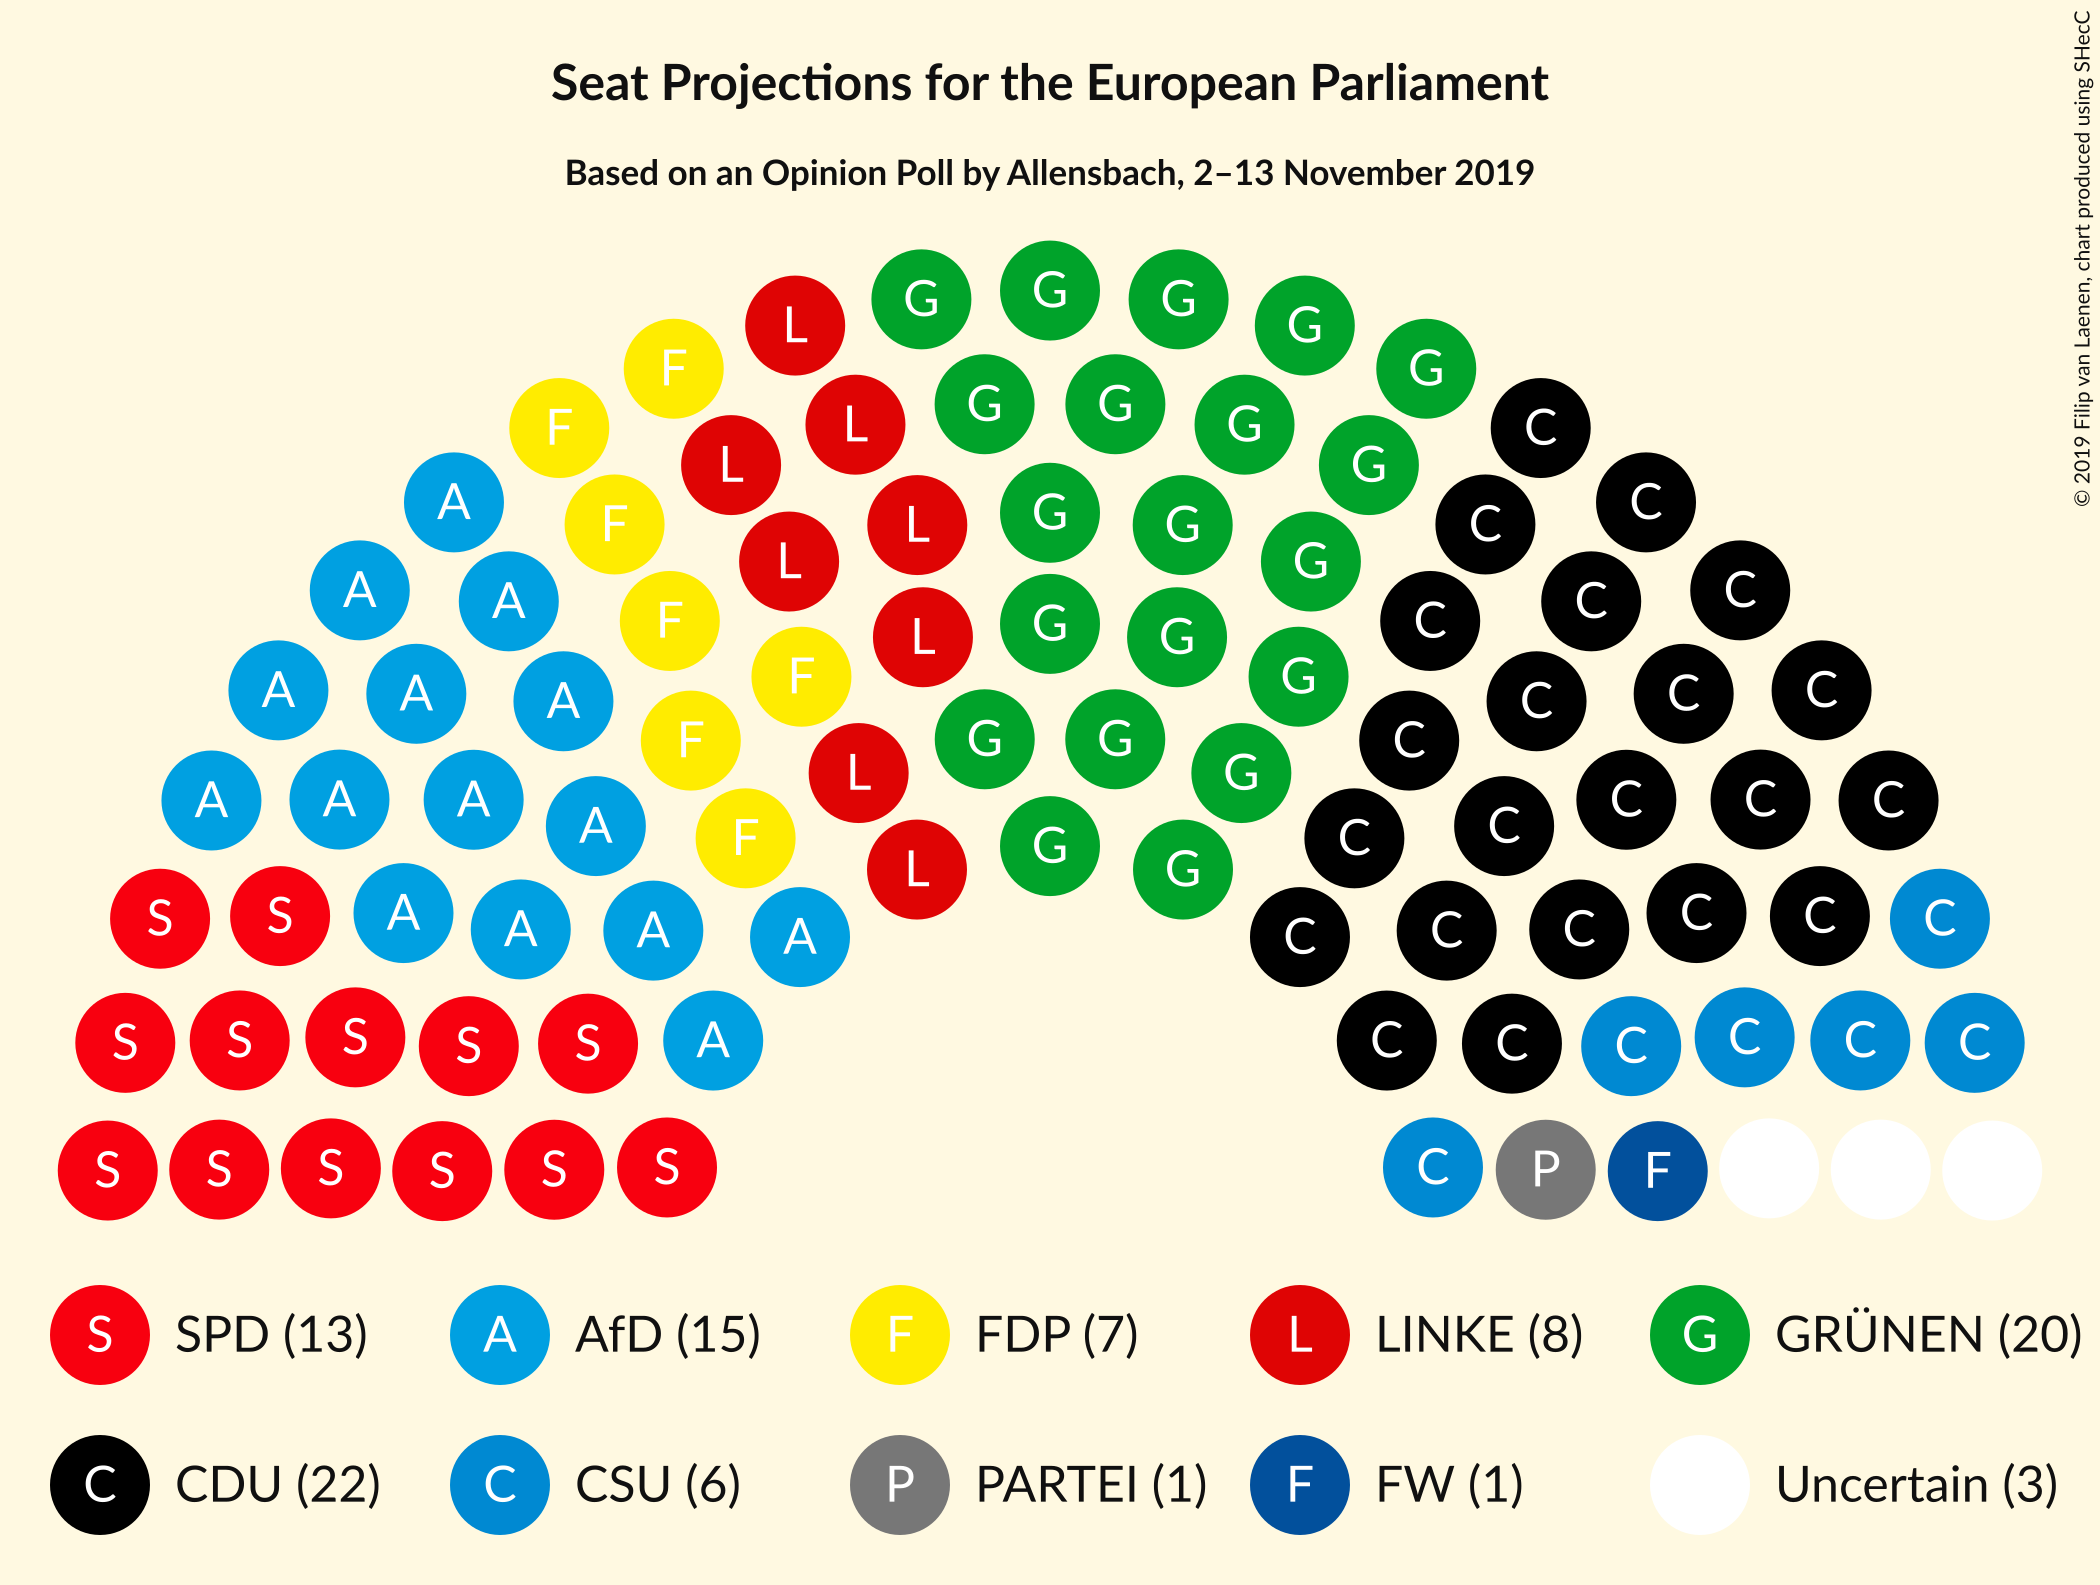 Seat Projections for the European Parliament
Based on an Opinion Poll by Allensbach, 2–13 November 2019
© 2019 Filip van Laenen, chart produced using SHecC
G G G G G
L L
F F
G G G G
L L
F F
C C C
A A
G G G
L L
F F
C C C
A A A
G G G
L
F
C C C C
A A A A
G G G
L
F
C C C C C
A A A A
G G
L
F
C C C C C C
S S A A A A
C C C C C C
S S S S S A
C C C C C C
S S S S S S
C P F
S SPD (13) A AfD (15) F FDP (7) L LINKE (8) G GRÜNEN (20)
C CDU (22) C CSU (6) P PARTEI (1) F FW (1) Uncertain (3)